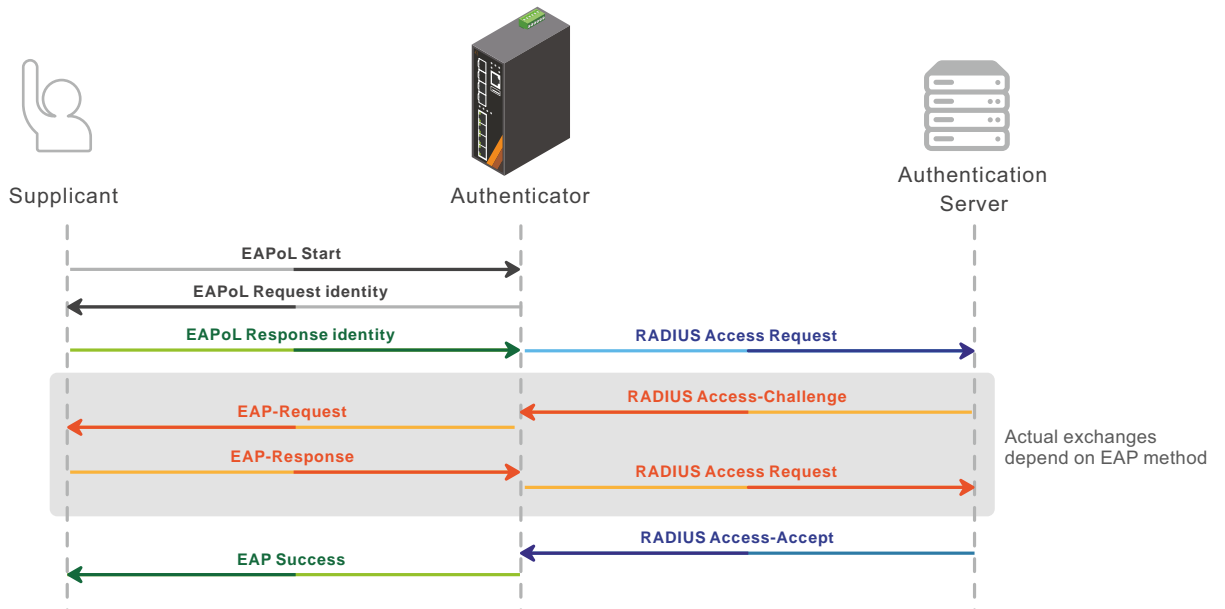 Supplicant
Authenticator
Authentication
Server
EAPoL Start
EAPoL Request identity
EAPoL Response identity
RADIUS Access Request
RADIUS Access-Challenge
EAP-Request
EAP-Response
RADIUS Access Request
Actual exchanges
depend on EAP method
RADIUS Access-Accept
EAP Success